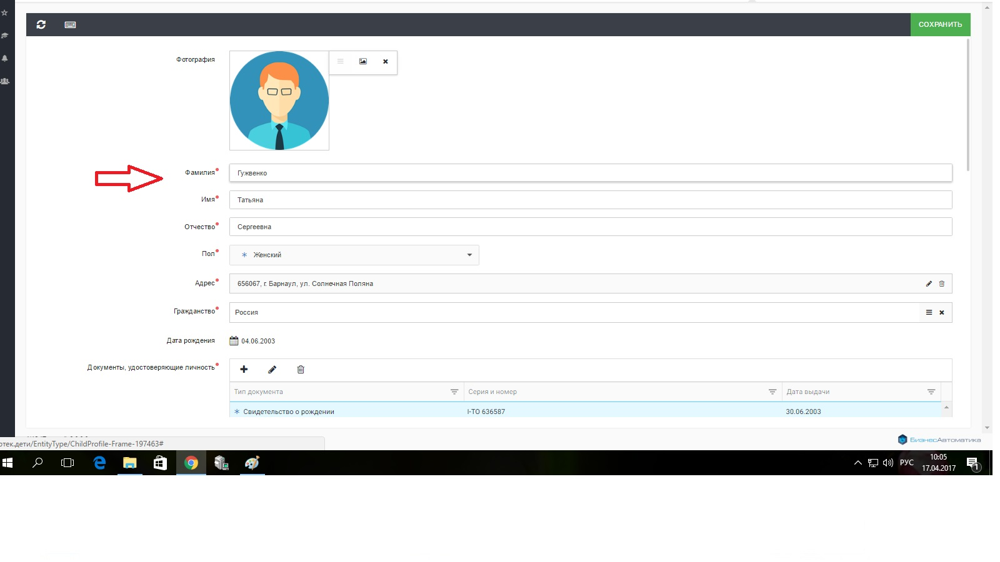 СОХРАНИТЬ
Фотография
Фамилия
Гужвенко
Имя
Татьяна
Отчество
Сергеевна
Пол
Женский
Адрес
656067, г. Барнаул, ул. Солнечная Поляна
Гражданство
Россия
Дата рождения
04.06.2003
Документы, удостоверяющие личность
Тип документа Серия и номер Дата выдачи
Свидетельство о рождении I-ТО 636587 30.06.2003
отек.дети/EntityType/ChildProfile-Frame-197463#
БизнесАвтоматика
РУС
10:05
17.04.2017
1